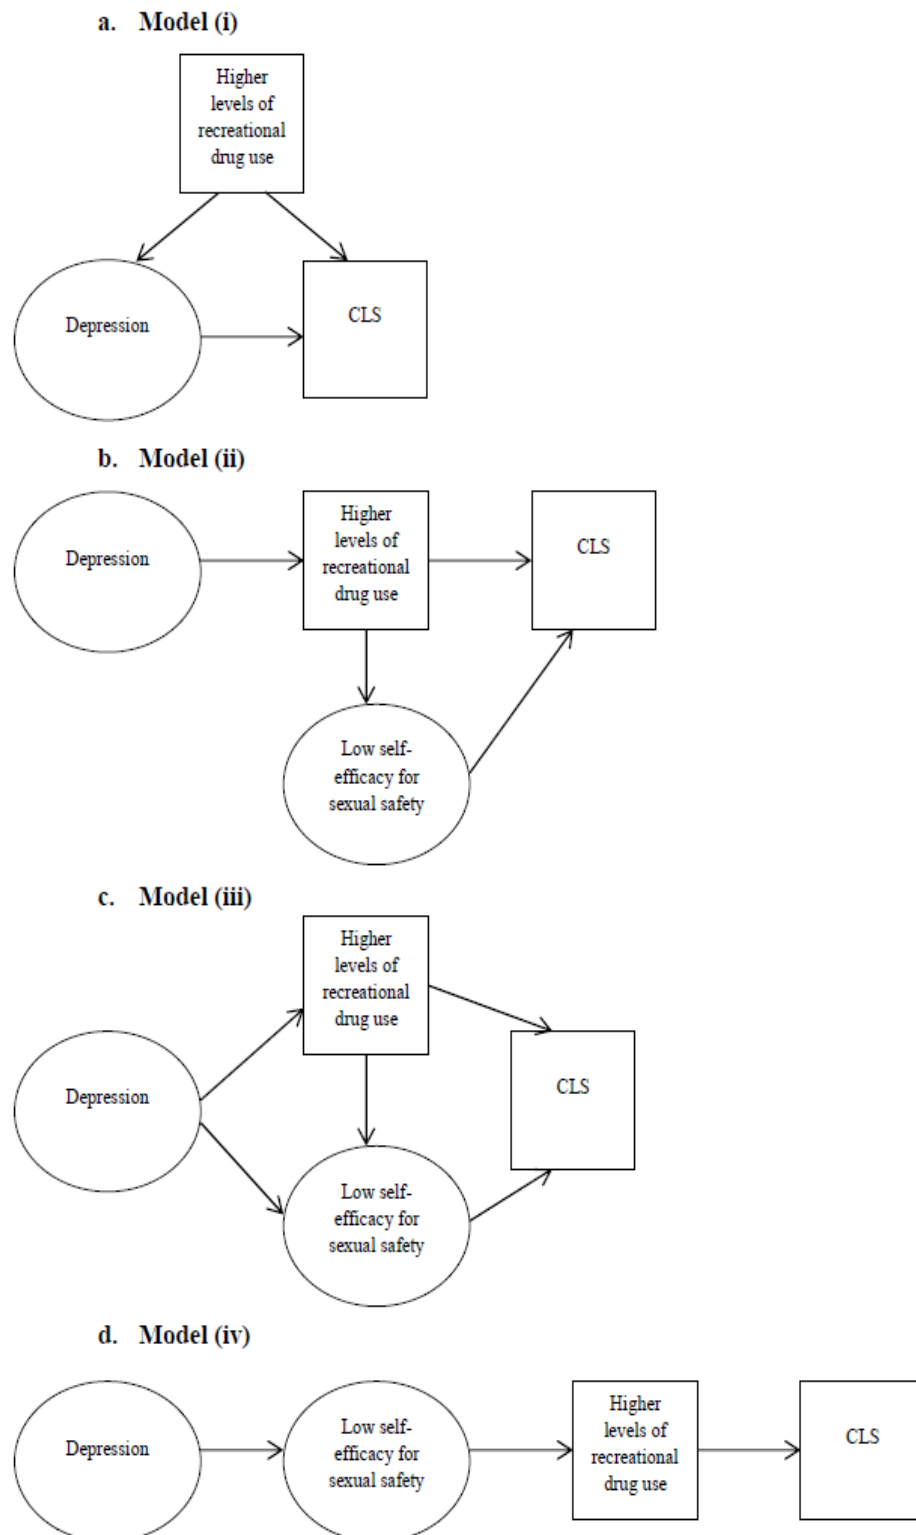 a. Model (i)
Higher
levels of
recreational
drug use
Depression
CLS
b. Model (ii)
Depression
Higher
levels of
recreational
drug use
CLS
Low self-
efficacy for
sexual safety
c. Model (iii)
Higher
levels of
recreational
drug use
Depression
CLS
Low self-
efficacy for
sexual safety
d. Model (iv)
Depression
Low self-
efficacy for
sexual safety
Higher
levels of
recreational
drug use
CLS